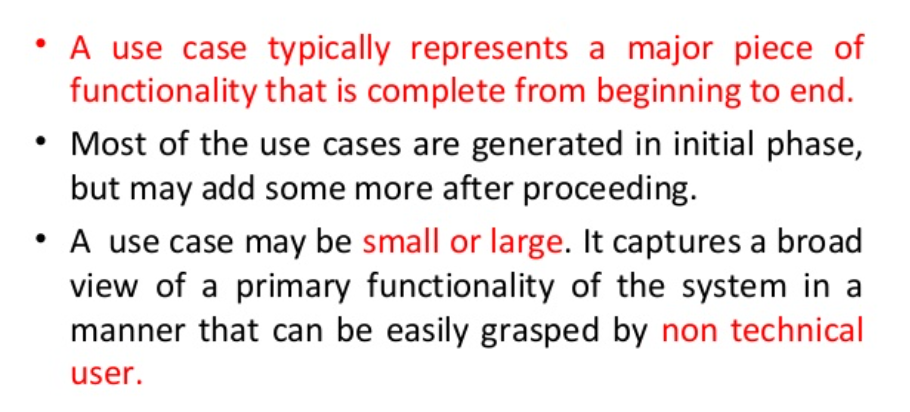 • A use case typically represents a major piece of
functionality that is complete from beginning to end.
• Most of the use cases are generated in initial phase,
but may add some more after proceeding.
• A use case may be small or large. It captures a broad
view of a primary functionality of the system in a
manner that can be easily grasped by non technical
user.